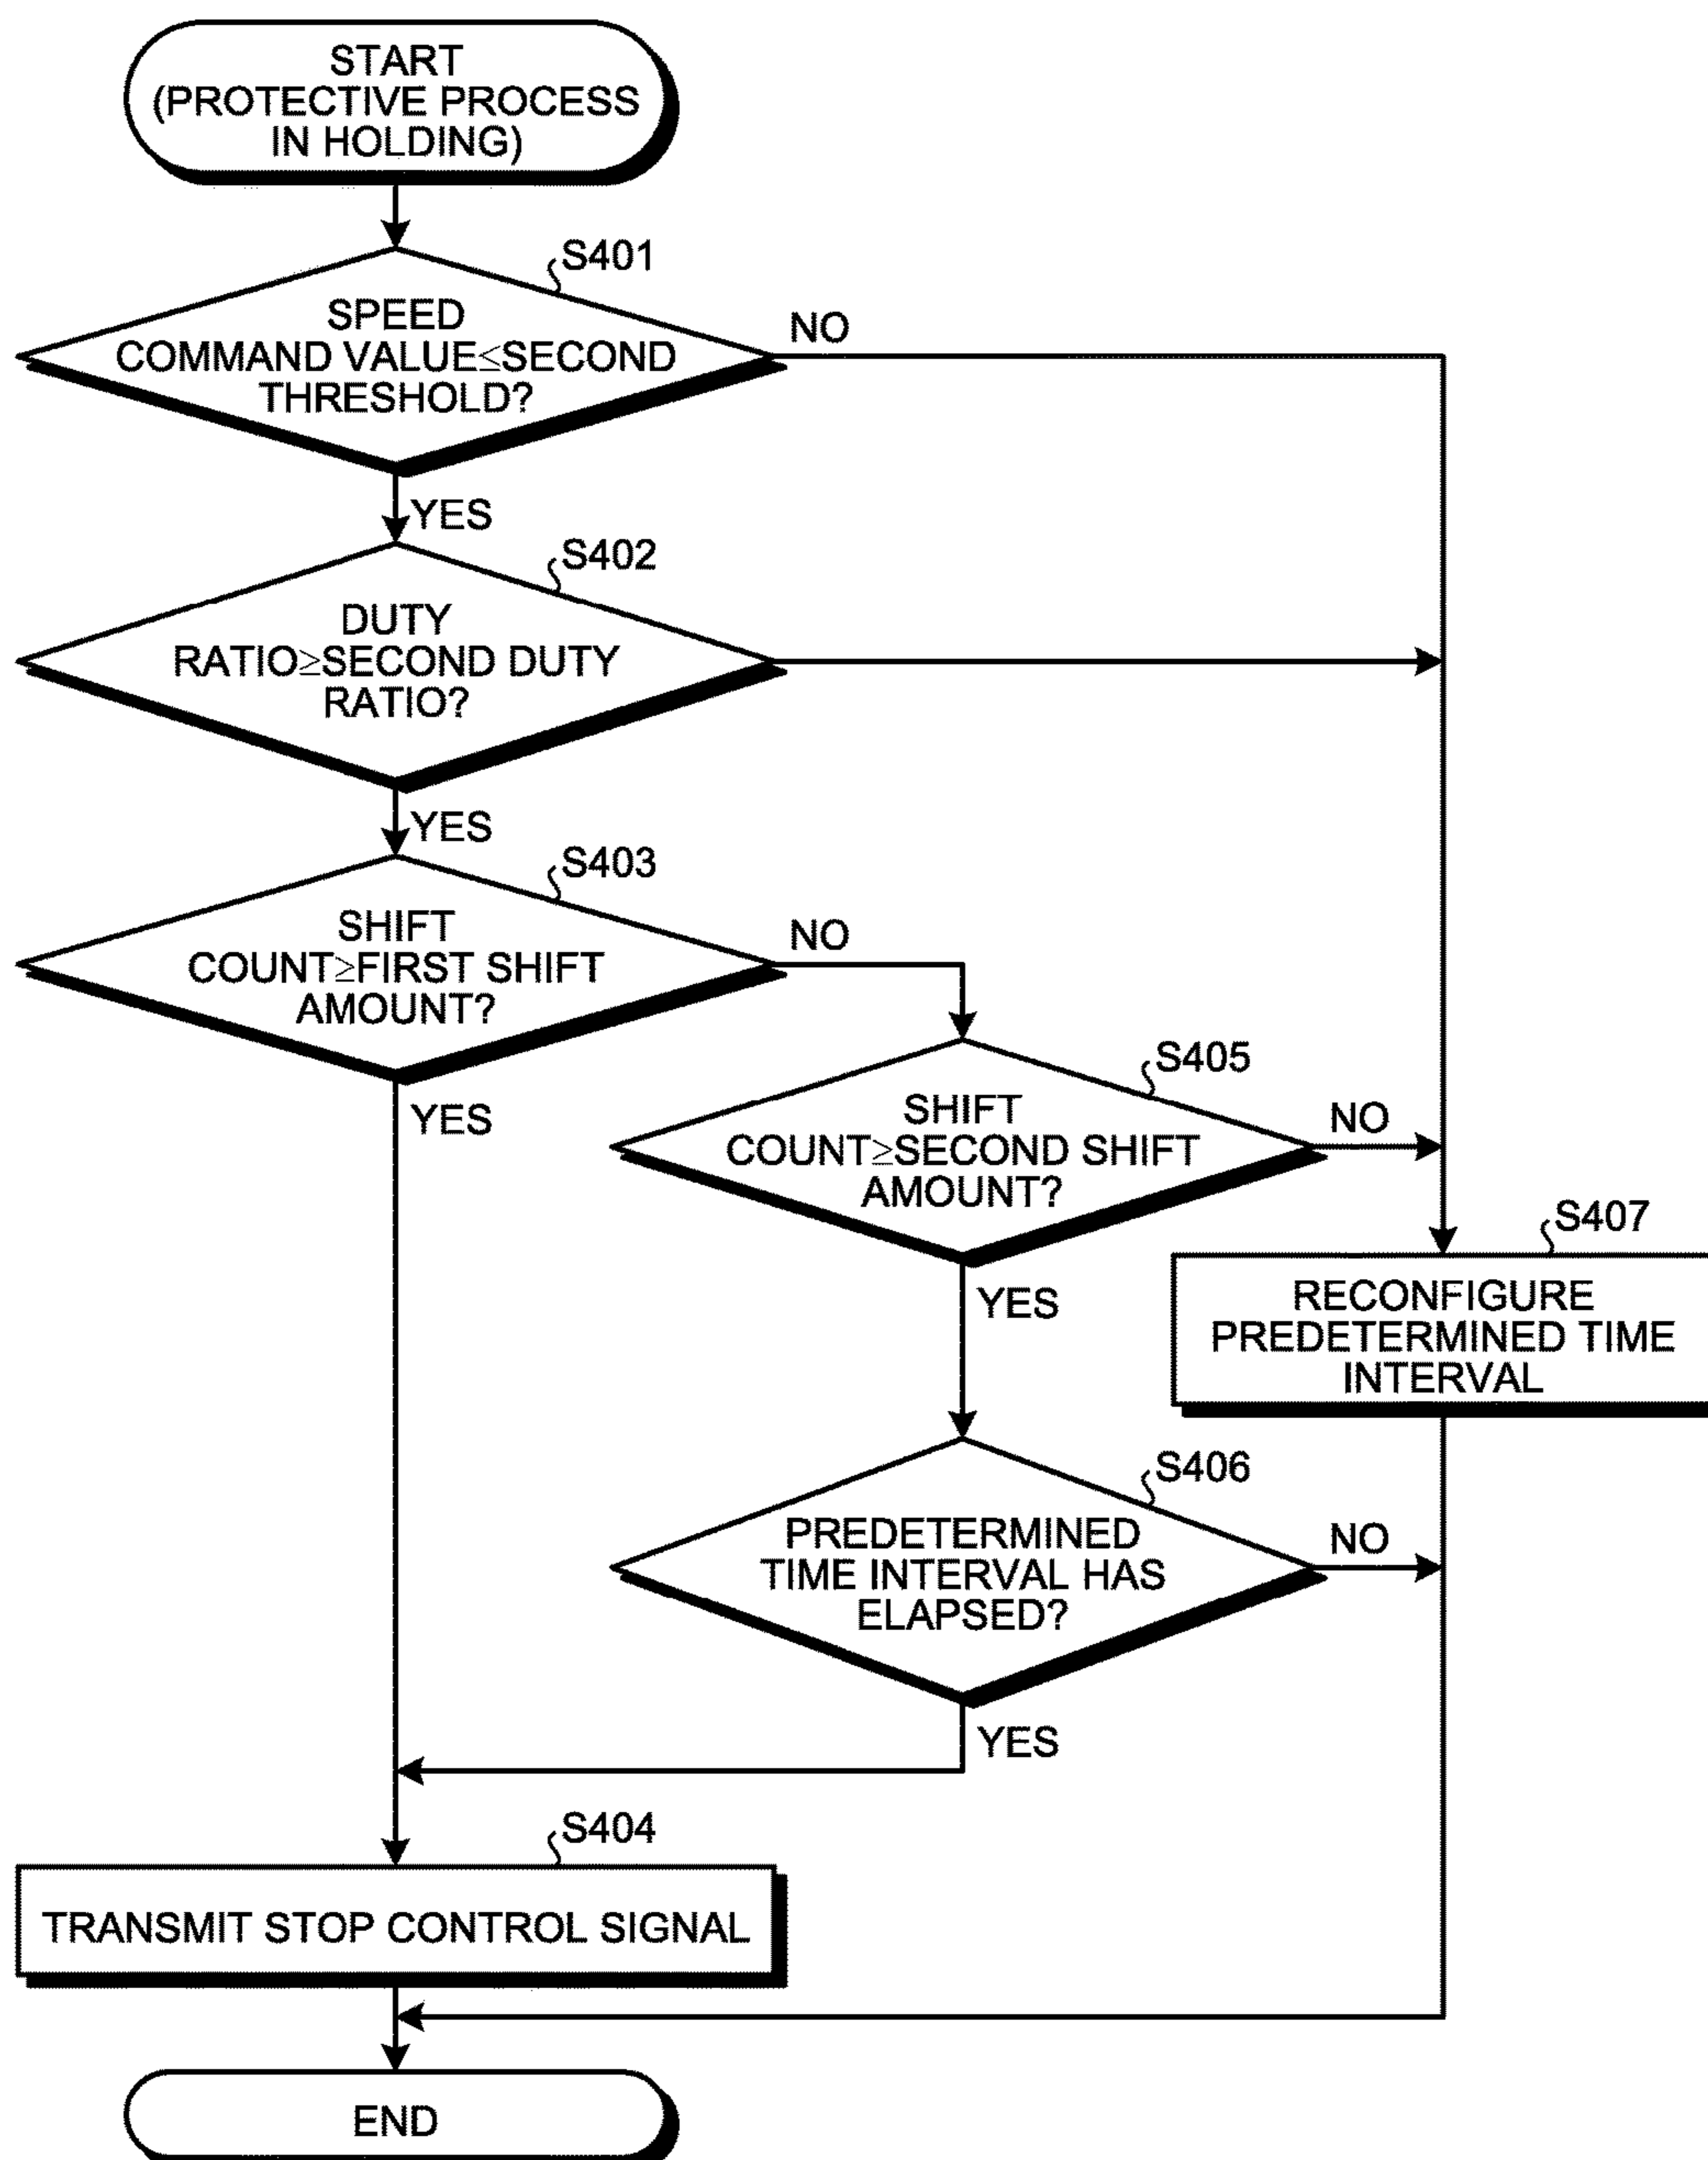 START
(PROTECTIVE PROCESS
IN HOLDING)
S401
SPEED
COMMAND VALUE≤SECOND
THRESHOLD?
NO
YES
S402
DUTY
RATIO≥SECOND DUTY
RATIO?
YES
S403
SHIFT
COUNT≥FIRST SHIFT
AMOUNT?
NO
YES
S405
SHIFT
COUNT≥SECOND SHIFT
AMOUNT?
NO
YES
S407
RECONFIGURE
PREDETERMINED TIME
INTERVAL
S406
PREDETERMINED
TIME INTERVAL HAS
ELAPSED?
NO
YES
S404
TRANSMIT STOP CONTROL SIGNAL
END